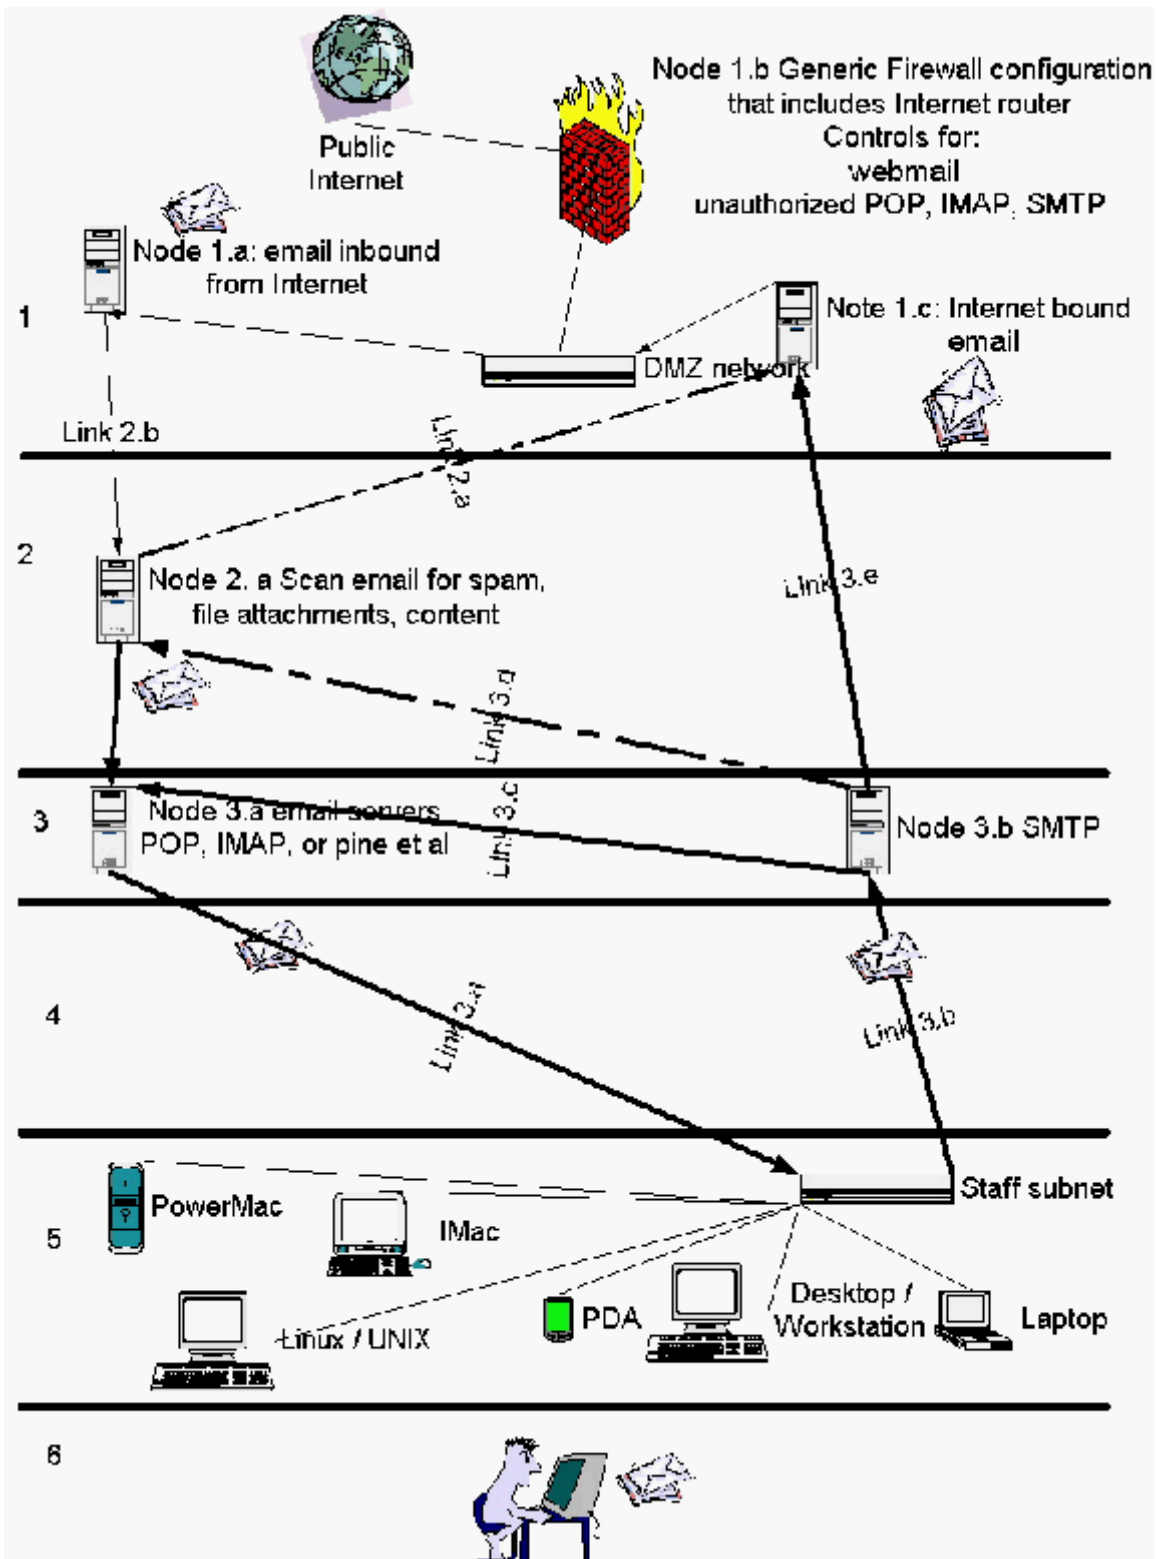 Node 1.b Generic Firewall configuration
that includes Internet router
Controls for:
webmail
unauthorized POP, IMAP, SMTP
Public
Internet
Node 1.a: email inbound
from Internet
1
Note 1.c: Internet bound
email
DMZ network
Link 2.b
Link 2.a
2
Node 2. a Scan email for spam,
file attachments, content
Link 3.e
Link 3.d
3
Node 3.a email servers
POP, IMAP, or pine et al
Link 3.c
Node 3.b SMTP
4
Link 3.a
Link 3.b
5
PowerMac
IMac
Staff subnet
Linux / UNIX
PDA
Desktop /
Workstation
Laptop
6